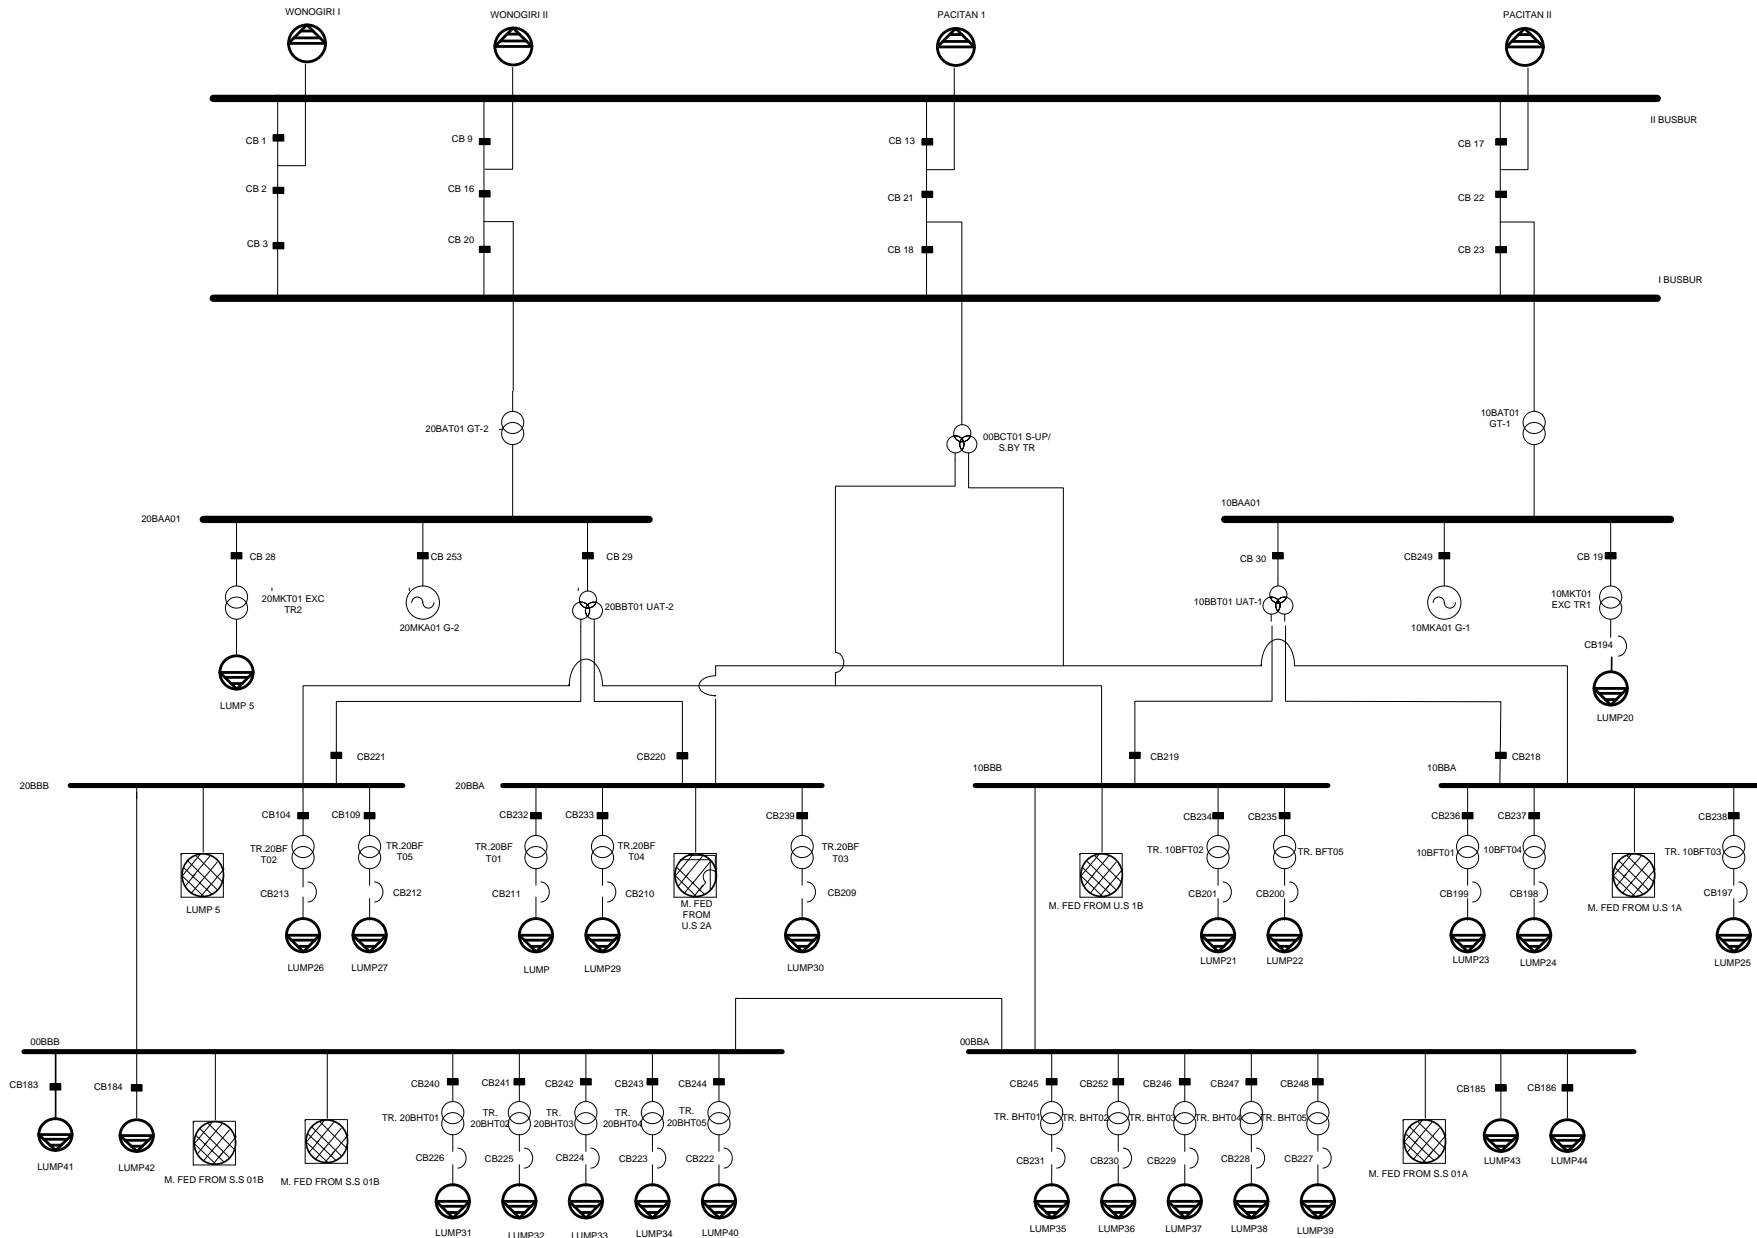 WONOGIRI I
WONOGIRI II
PACITAN 1
PACITAN II
II BUSBUR
CB 1
CB 9
CB 13
CB 17
CB 2
CB 16
CB 21
CB 22
CB 3
CB 20
CB 18
CB 23
I BUSBUR
20BAT01 GT-2
00BCT01 S-UP/
S.BY TR
10BAT01
GT-1
20BAA01
10BAA01
CB 28
CB 253
CB 29
CB 30
CB249
CB 19
20MKT01 EXC
TR2
20MKA01 G-2
20BBT01 UAT-2
10BBT01 UAT-1
10MKA01 G-1
10MKT01
EXC TR1
CB194
LUMP 5
LUMP20
CB221
CB220
CB219
CB218
20BBB
20BBA
10BBB
10BBA
CB104
CB109
CB232
CB233
CB239
CB234
CB235
CB236
CB237
CB238
TR.20BF
T02
TR.20BF
T05
TR.20BF
T01
TR.20BF
T04
TR.20BF
T03
TR. 10BFT02
TR. BFT05
10BFT01
10BFT04
TR. 10BFT03
CB213
CB212
CB211
CB210
CB209
CB201
CB200
CB199
CB198
CB197
LUMP 5
M. FED
FROM
U.S 2A
M. FED FROM U.S 1B
M. FED FROM U.S 1A
LUMP26
LUMP27
LUMP
LUMP29
LUMP30
LUMP21
LUMP22
LUMP23
LUMP24
LUMP25
00BBB
00BBA
CB183
CB184
CB240
CB241
CB242
CB243
CB244
CB245
CB252
CB246
CB247
CB248
CB185
CB186
TR. 20BHT01
TR.
20BHT02
TR.
20BHT03
TR.
20BHT04
TR.
20BHT05
TR. BHT01
TR. BHT02
TR. BHT03
TR. BHT04
TR. BHT05
CB226
CB225
CB224
CB223
CB222
CB231
CB230
CB229
CB228
CB227
LUMP41
LUMP42
M. FED FROM S.S 01B
M. FED FROM S.S 01B
M. FED FROM S.S 01A
LUMP43
LUMP44
LUMP31
LUMP32
LUMP33
LUMP34
LUMP40
LUMP35
LUMP36
LUMP37
LUMP38
LUMP39